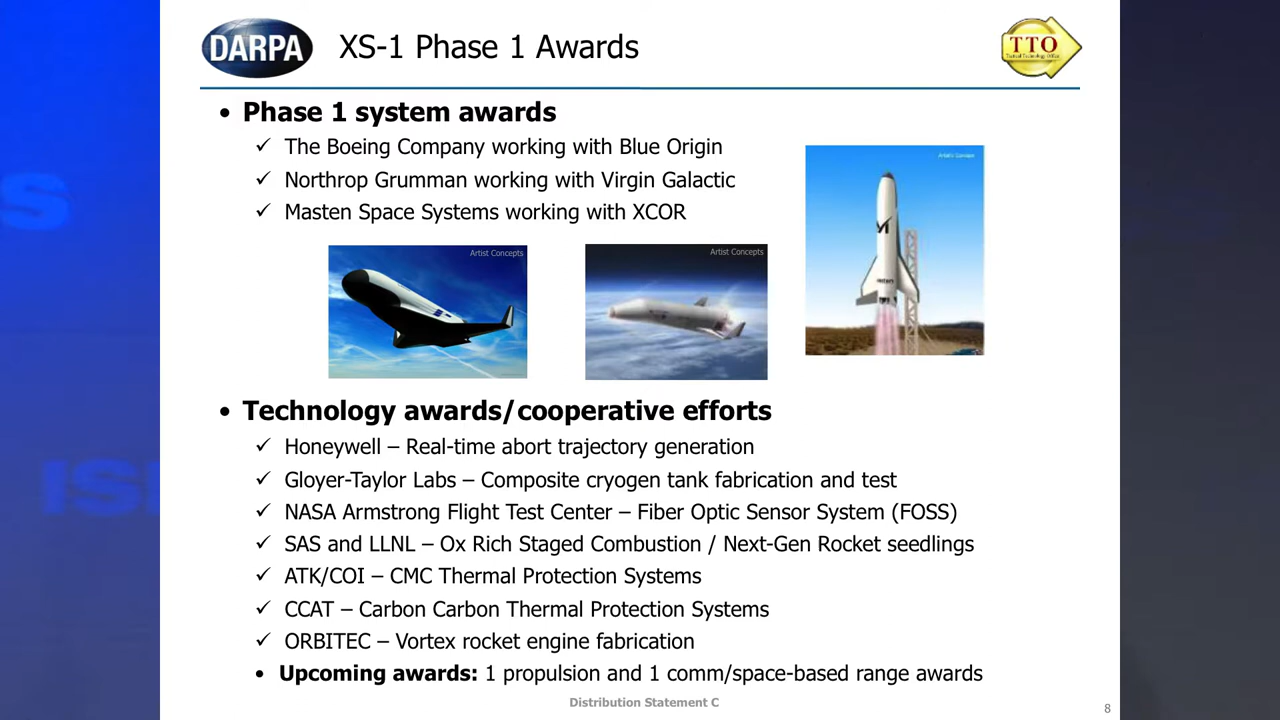 DARPA
XS-1 Phase 1 Awards
TTO
Tactical Technology Office
• Phase 1 system awards
✓ The Boeing Company working with Blue Origin
✓ Northrop Grumman working with Virgin Galactic
✓ Masten Space Systems working with XCOR
Artist Concepts
Artist Concepts
Artist Concept
• Technology awards/cooperative efforts
✓ Honeywell – Real-time abort trajectory generation
✓ Gloyer-Taylor Labs – Composite cryogen tank fabrication and test
✓ NASA Armstrong Flight Test Center – Fiber Optic Sensor System (FOSS)
✓ SAS and LLNL – Ox Rich Staged Combustion / Next-Gen Rocket seedlings
✓ ATK/COI – CMC Thermal Protection Systems
✓ CCAT – Carbon Carbon Thermal Protection Systems
✓ ORBITEC – Vortex rocket engine fabrication
• Upcoming awards: 1 propulsion and 1 comm/space-based range awards
Distribution Statement C
8